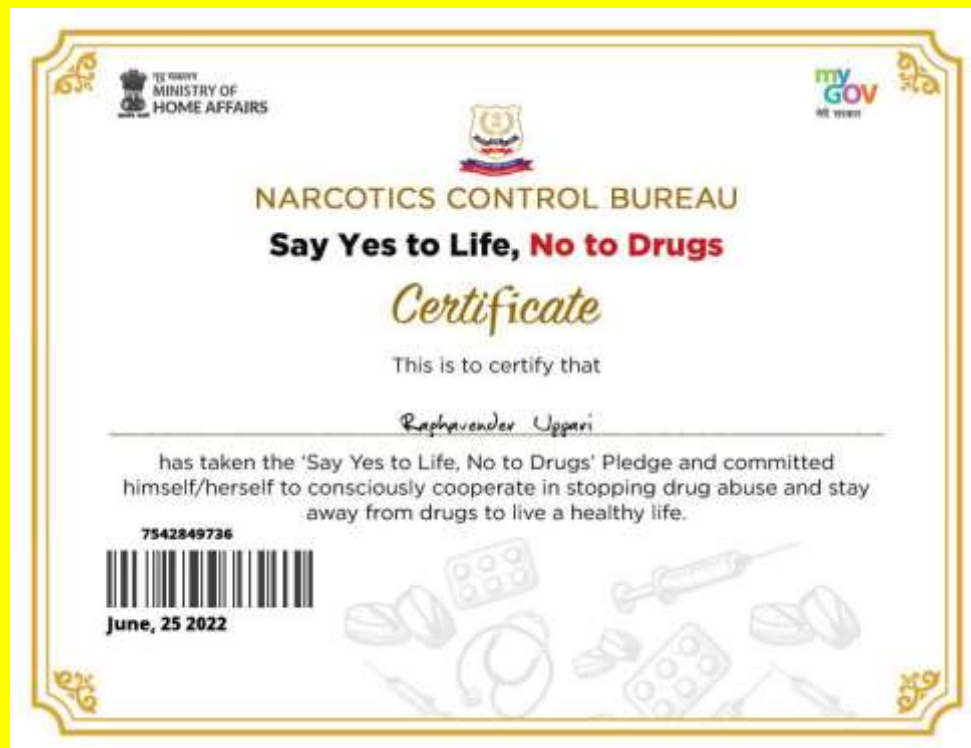 MINISTRY OF
HOME AFFAIRS
my
GOV
मेरी सरकार
NARCOTICS CONTROL BUREAU
Say Yes to Life, No to Drugs
Certificate
This is to certify that
Raphavender Uppari
has taken the 'Say Yes to Life, No to Drugs' Pledge and committed
himself/herself to consciously cooperate in stopping drug abuse and stay
away from drugs to live a healthy life.
7542849736
June, 25 2022